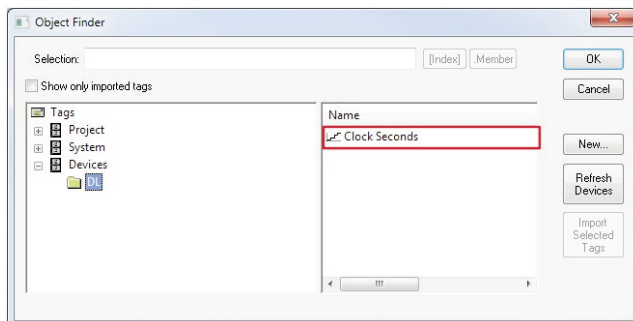 Object Finder
Selection:
[Index]
.Member
OK
Show only imported tags
Cancel
Tags
Project
System
Devices
DL
Name
Clock Seconds
New...
Refresh
Devices
Import
Selected
Tags